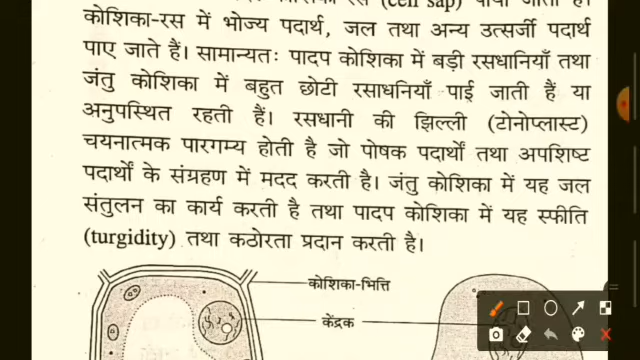 (cell sap)
कोशिका-रस में भोज्य पदार्थ, जल तथा अन्य उत्सर्जी पदार्थ
पाए जाते हैं। सामान्यतः पादप कोशिका में बड़ी रसधानियाँ तथा
जंतु कोशिका में बहुत छोटी रसाधनियाँ पाई जाती हैं या
अनुपस्थित रहती हैं। रसधानी की झिल्ली (टोनोप्लास्ट)
चयनात्मक पारगम्य होती है जो पोषक पदार्थों तथा अपशिष्ट
पदार्थों के संग्रहण में मदद करती है। जंतु कोशिका में यह जल
संतुलन का कार्य करती है तथा पादप कोशिका में यह स्फीति
(turgidity) तथा कठोरता प्रदान करती है।
कोशिका-भित्ति
केंद्रक